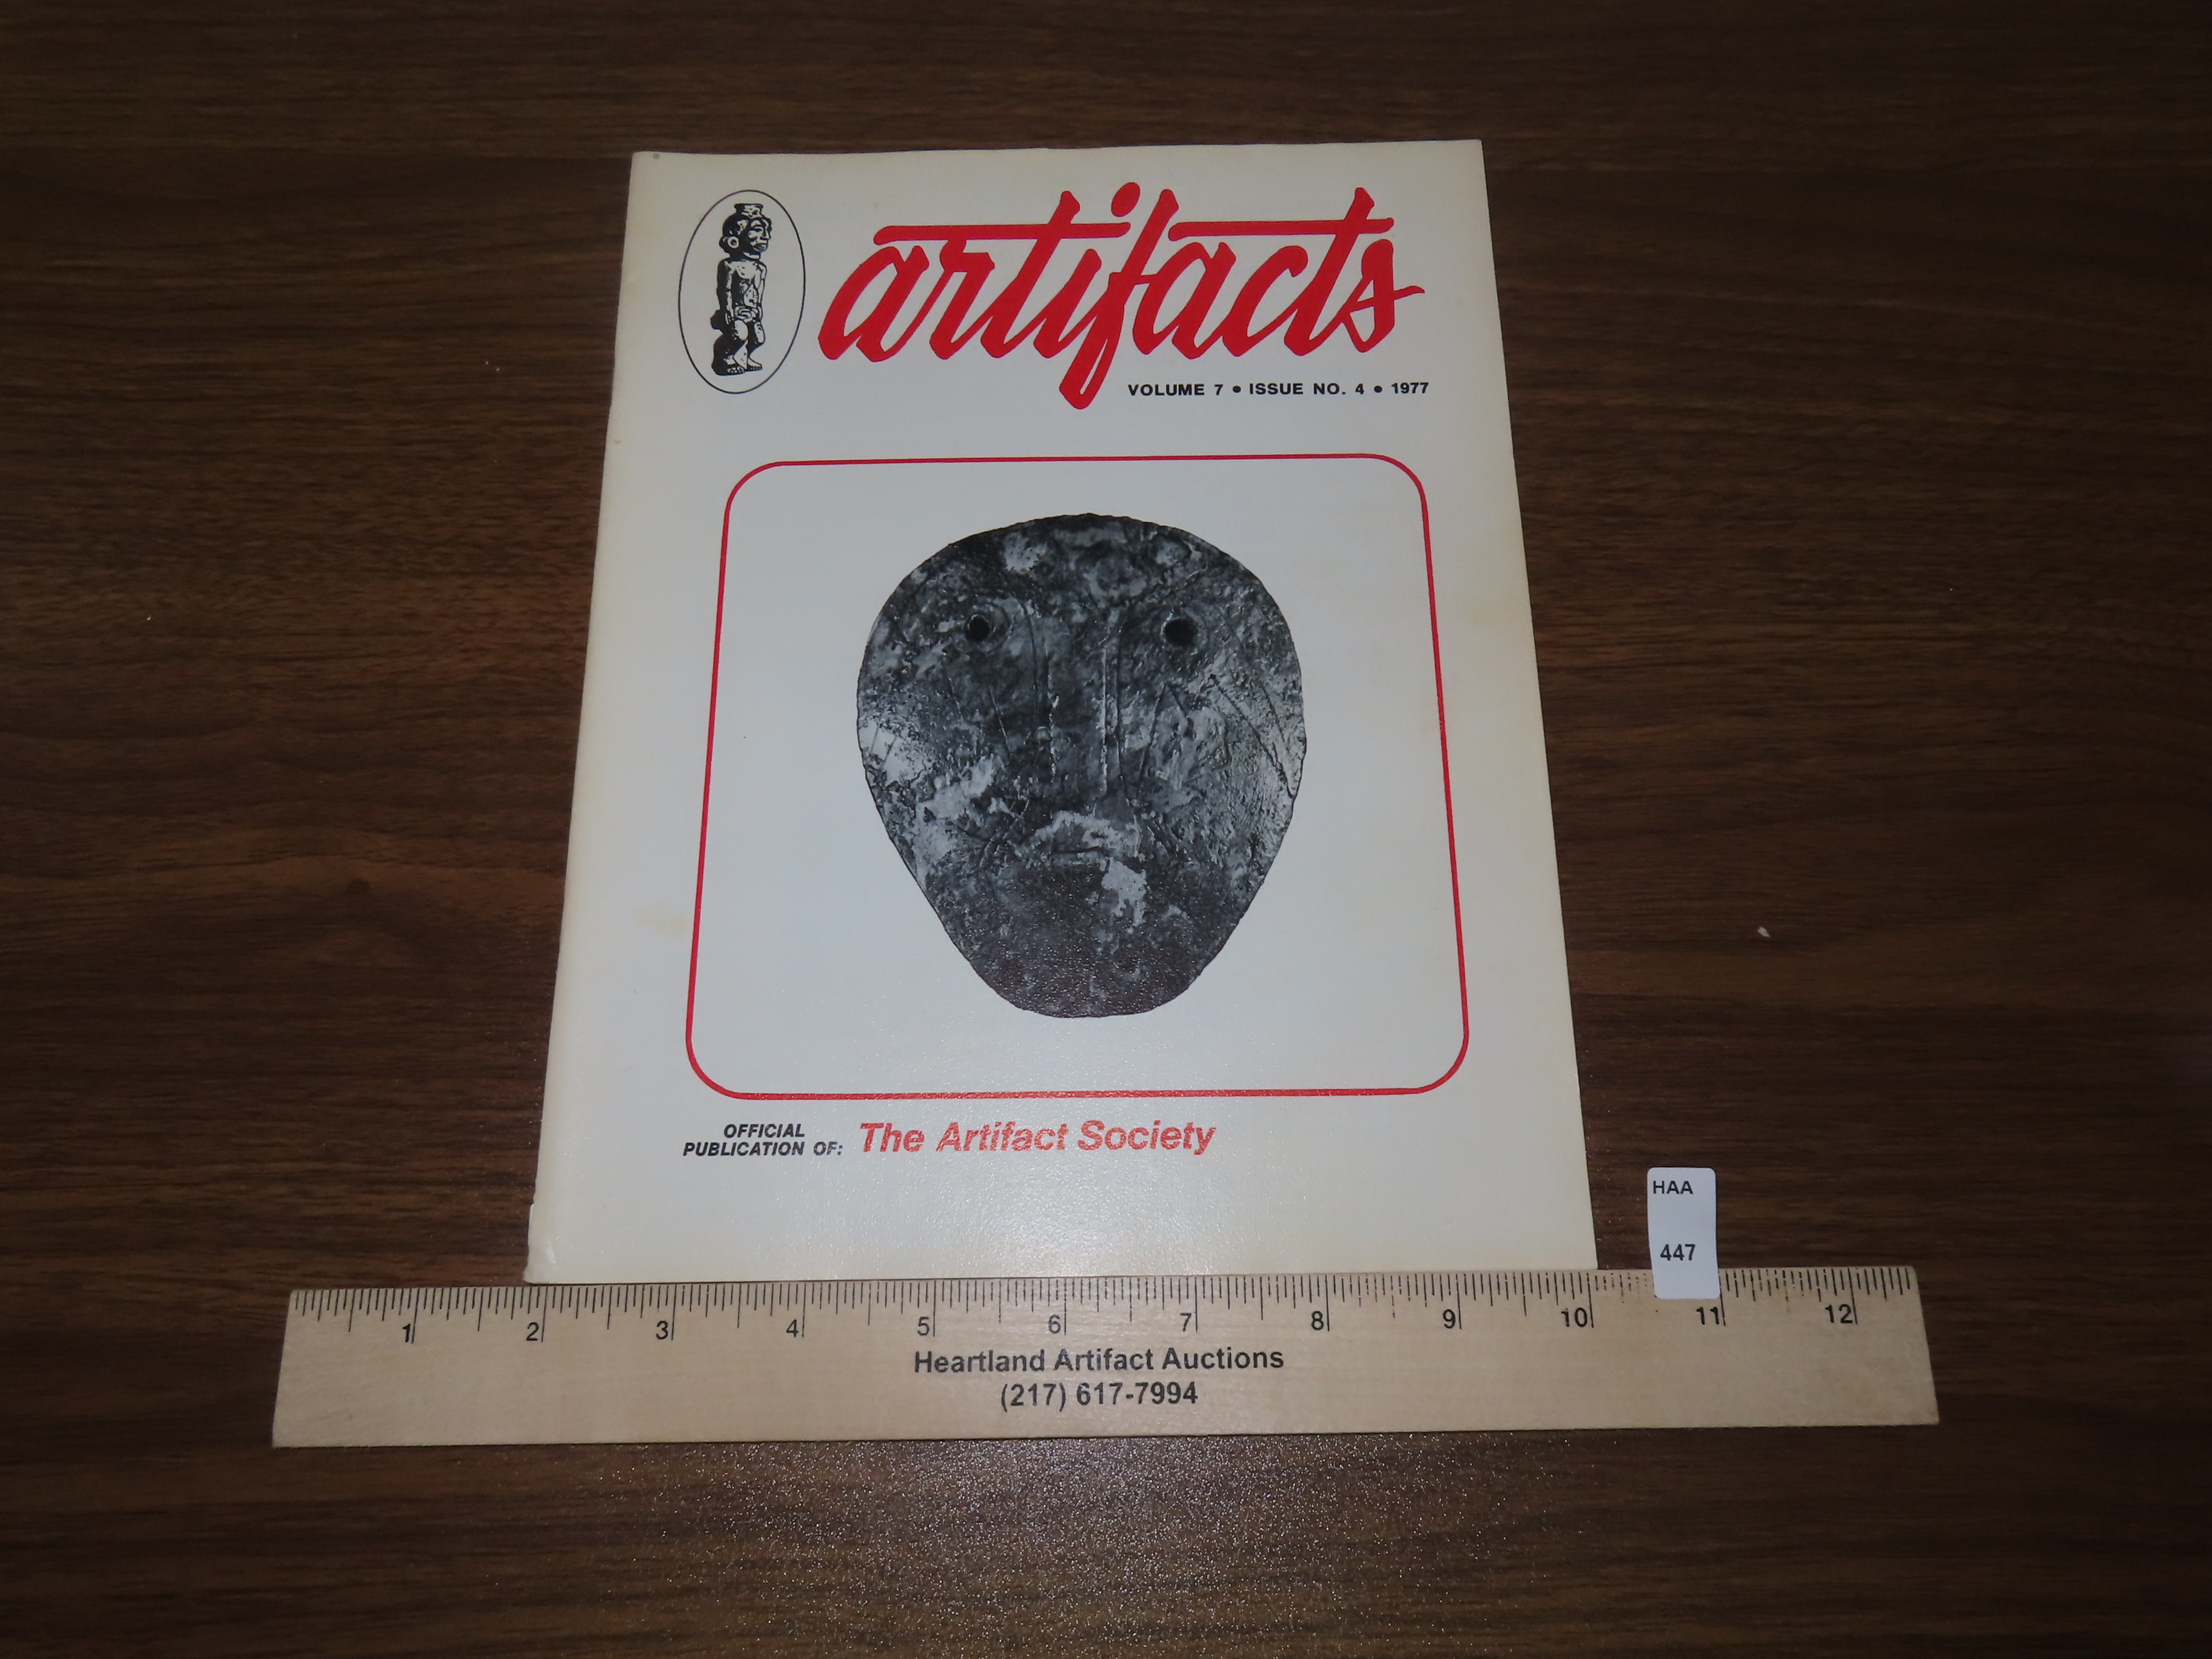 artifacts
VOLUME 7 • ISSUE NO. 4 • 1977
OFFICIAL
PUBLICATION OF: The Artifact Society
HAA
447
1 2 3 4 5 6 7 8 9 10 11 12
Heartland Artifact Auctions
(217) 617-7994